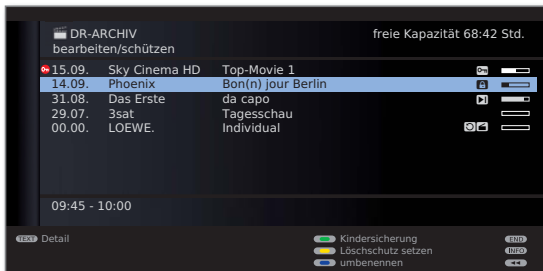 DR-ARCHIV freie Kapazität 68:42 Std.
bearbeiten/schützen
15.09. Sky Cinema HD Top-Movie 1
14.09. Phoenix Bon(n) jour Berlin
31.08. Das Erste da capo
29.07. 3sat Tagesschau
00.00. LOEWE. Individual
09:45 - 10:00
TEXT Detail Kindersicherung END
Löschschutz setzen INFO
umbenennen